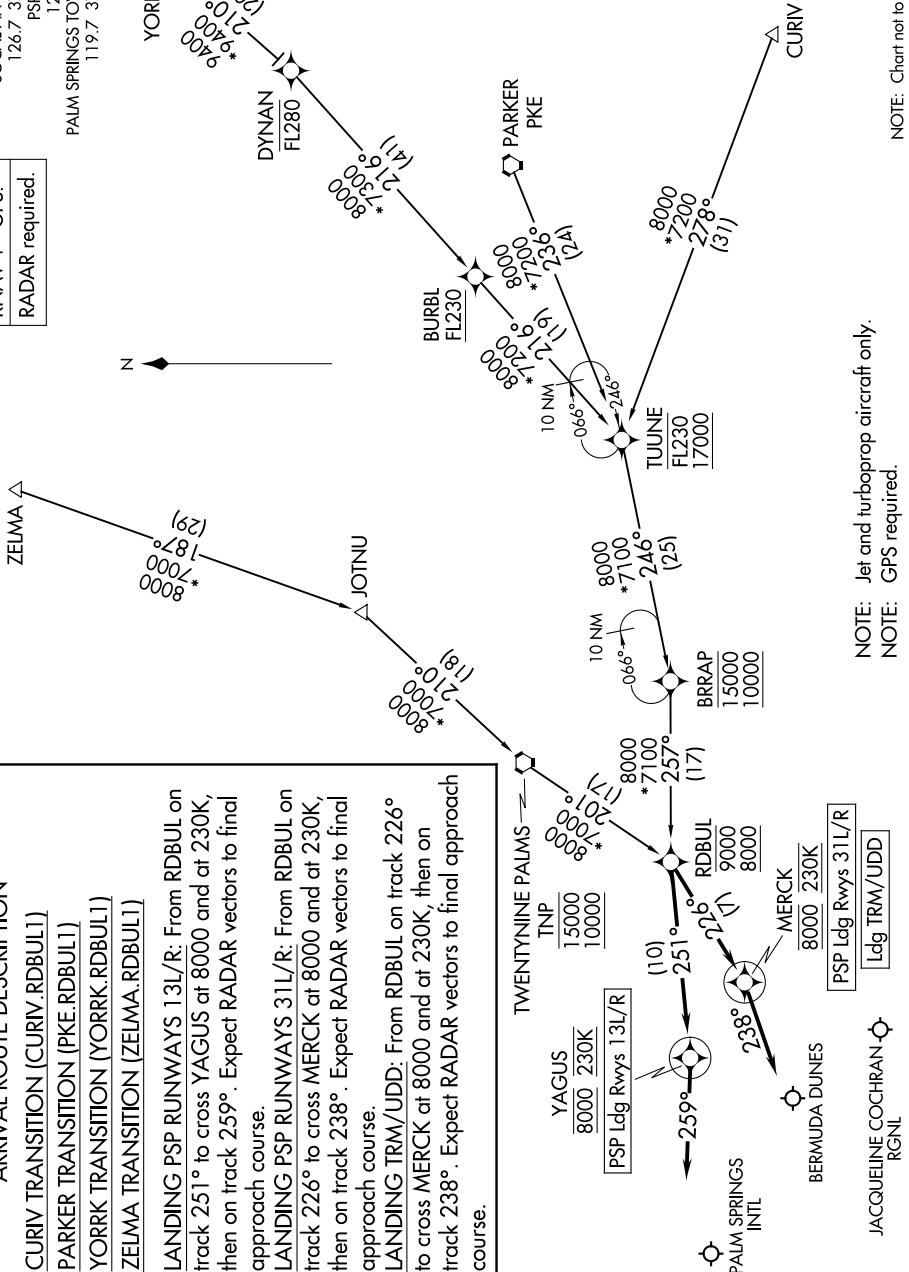 126.7
PALM SPRINGS TO
119.7
RADAR required.
ARRIVAL ROUTE DESCRIPTION
CURIV TRANSITION (CURIV.RDBUL1)
PARKER TRANSITION (PKE.RDBUL1)
YORRK TRANSITION (YORRK.RDBUL1)
ZELMA TRANSITION (ZELMA.RDBUL1)
LANDING PSP RUNWAYS 13L/R: From RDBUL on
track 251° to cross YAGUS at 8000 and at 230K,
then on track 259°. Expect RADAR vectors to final
approach course.
LANDING PSP RUNWAYS 31L/R: From RDBUL on
track 226° to cross MERCK at 8000 and at 230K,
then on track 238°. Expect RADAR vectors to final
approach course.
LANDING TRM/UDD: From RDBUL on track 226°
to cross MERCK at 8000 and at 230K, then on
track 238°. Expect RADAR vectors to final approach
course.
9400
*9400
210°
DYNAN
FL280
8000
*7300
216°
(41)
BURBL
FL230
8000
*7200
216°
(19)
PARKER
PKE
8000
*7200
236°
(24)
CURIV
8000
*7200
278°
(31)
N
ZELMA
8000
*7000
187°
(29)
JOTNU
8000
*7000
210°
(18)
TWENTYNINE PALMS
TNP
15000
10000
8000
*7000
201°
(17)
10 NM
066°
246°
TUUNE
FL230
17000
8000
*7100
246°
(25)
10 NM
066°
BRRAP
15000
10000
8000
*7100
257°
(17)
RDBUL
9000
8000
(10)
251°
226°
(7)
YAGUS
8000 230K
PSP Ldg Rwys 13L/R
259°
MERCK
8000 230K
PSP Ldg Rwys 31L/R
Ldg TRM/UDD
238°
PALM SPRINGS
INTL
BERMUDA DUNES
JACQUELINE COCHRAN
RGNL
NOTE: Jet and turboprop aircraft only.
NOTE: GPS required.
NOTE: Chart not to